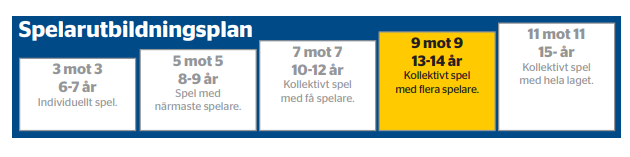 Spelarutbildningsplan
3 mot 3
6-7 år
Individuellt spel.
5 mot 5
8-9 år
Spel med
närmaste spelare.
7 mot 7
10-12 år
Kollektivt spel
med få spelare.
9 mot 9
13-14 år
Kollektivt spel
med flera spelare.
11 mot 11
15- år
Kollektivt spel
med hela laget.